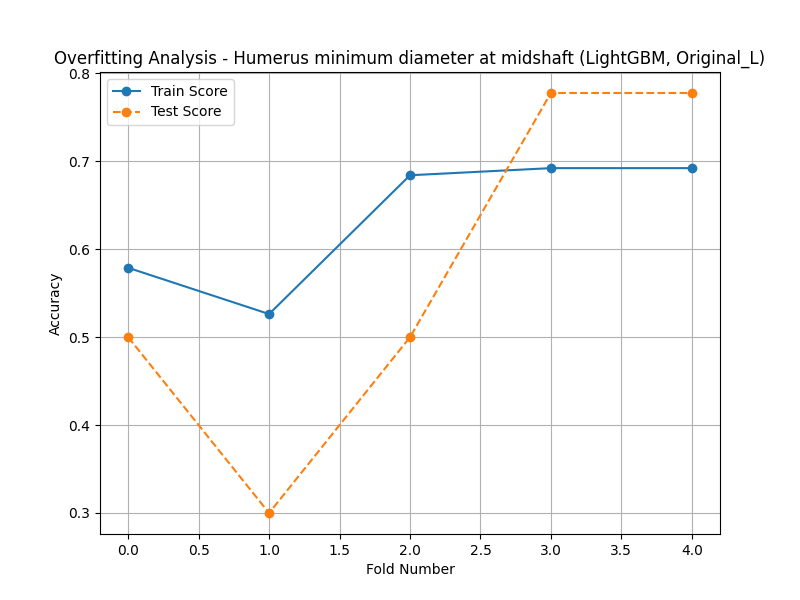 Overfitting Analysis - Humerus minimum diameter at midshaft (LightGBM, Original_L)
Train Score
Test Score
0.8
0.7
0.6
0.5
0.4
0.3
Accuracy
0.0 0.5 1.0 1.5 2.0 2.5 3.0 3.5 4.0
Fold Number